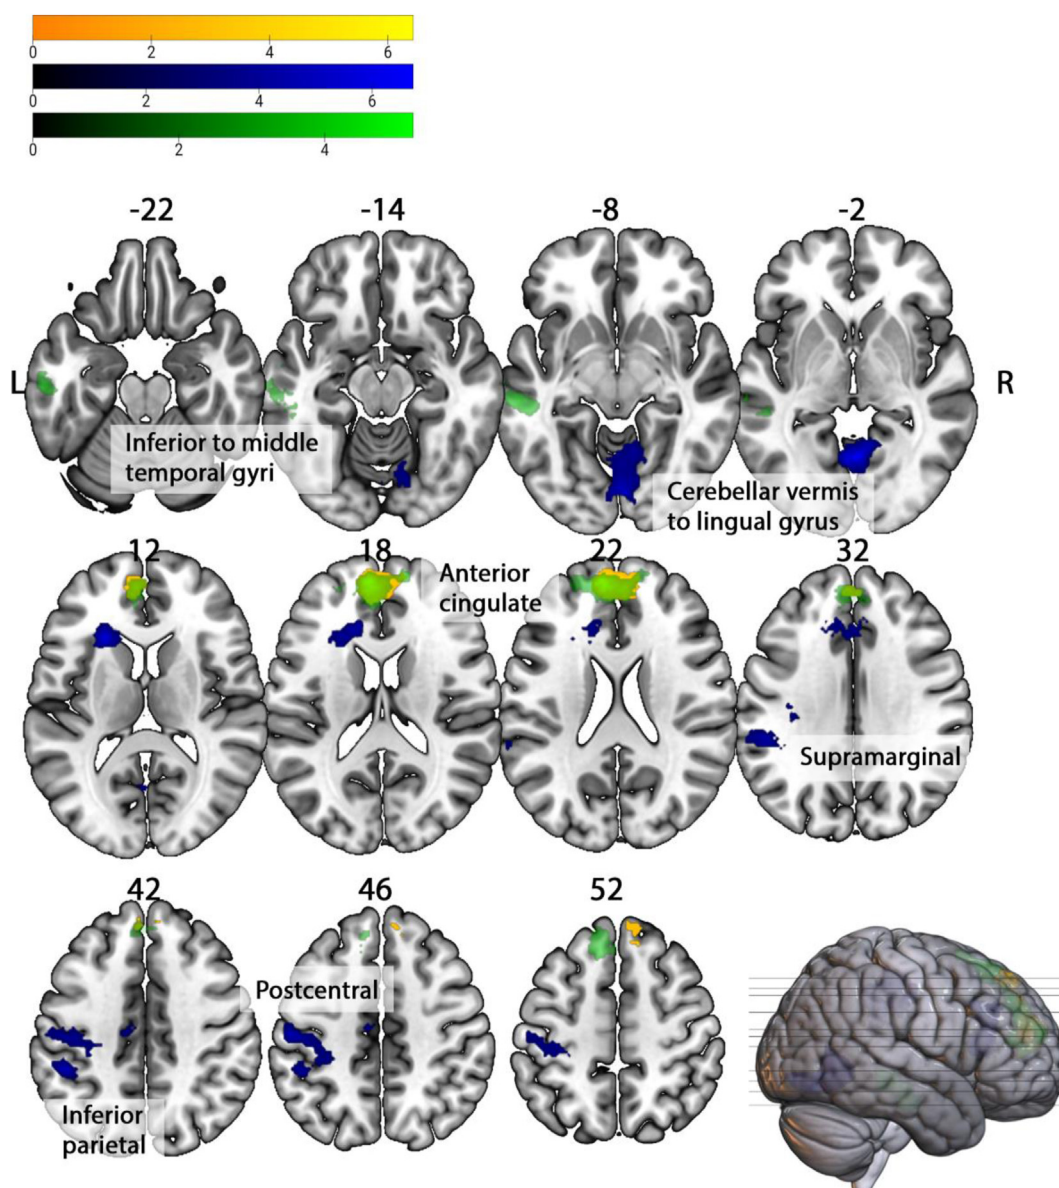 0 2 4 6
0 2 4 6
0 2 4
-22 -14 -8 -2
L
R
Inferior to middle
temporal gyri
Cerebellar vermis
to lingual gyrus
12 18 22 32
Anterior
cingulate
Supramarginal
42 46 52
Postcentral
Inferior
parietal